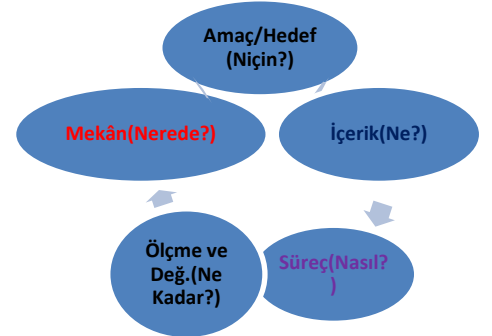 Amaç/Hedef
(Niçin?)
Mekân(Nerede?)
İçerik(Ne?)
Ölçme ve
Değ.(Ne
Kadar?)
Süreç(Nasıl?
)